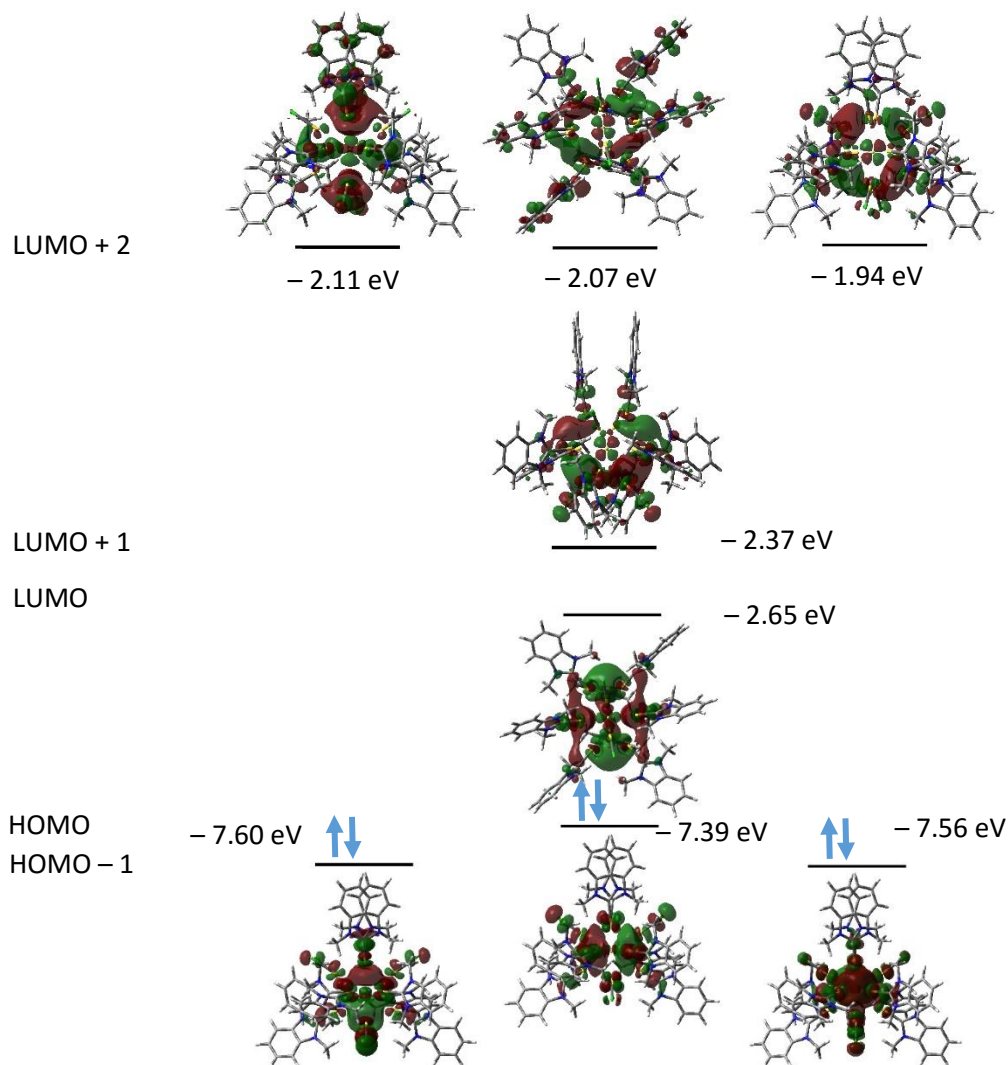 LUMO + 2
– 2.11 eV
– 2.07 eV
– 1.94 eV
LUMO + 1
– 2.37 eV
LUMO
– 2.65 eV
HOMO
– 7.60 eV
– 7.39 eV
– 7.56 eV
HOMO – 1